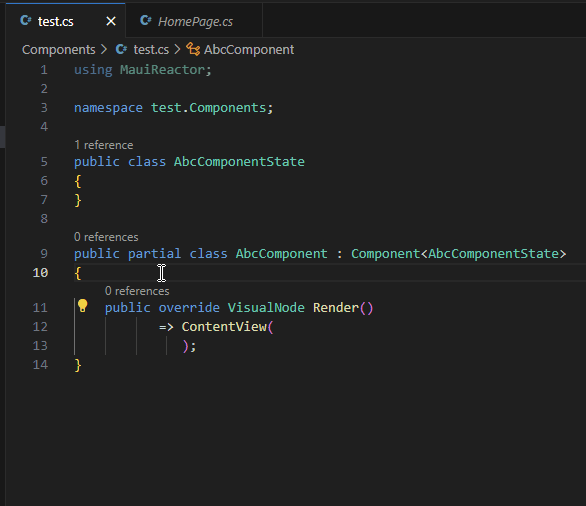 C# test.cs × C# HomePage.cs
Components > C# test.cs > AbcComponent
1 using MauiReactor;
2
3 namespace test.Components;
4
1 reference
5 public class AbcComponentState
6 {
7 }
8
0 references
9 public partial class AbcComponent : Component<AbcComponentState>
10 {
0 references
11 public override VisualNode Render()
12 => ContentView(
13 );
14 }